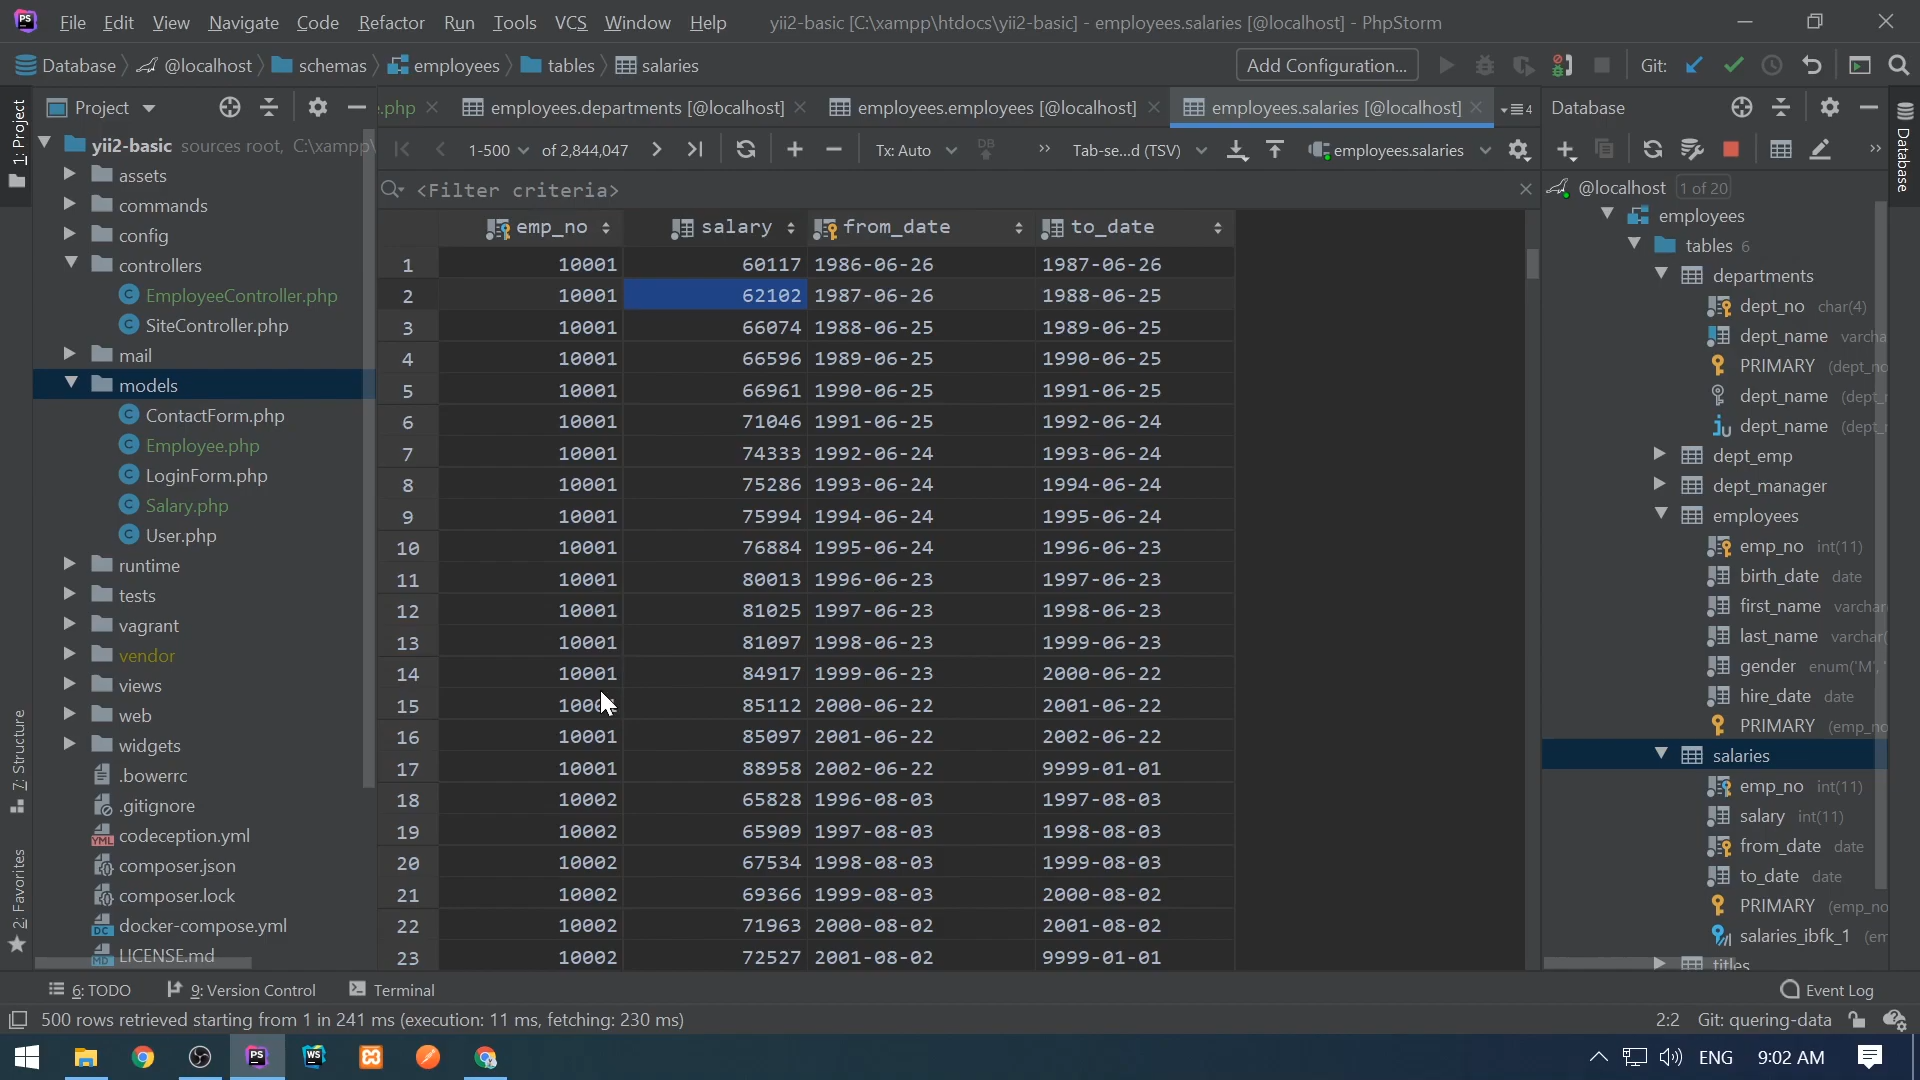 File Edit View Navigate Code Refactor Run Tools VCS Window Help yii2-basic [C:\xampp\htdocs\yii2-basic] - employees.salaries [@localhost] - PhpStorm
Database @localhost schemas employees tables salaries Add Configuration... Git:
1: Project
Project
.php employees.departments [@localhost] employees.employees [@localhost] employees.salaries [@localhost] 4
Database
1-500 of 2,844,047 Tx: Auto DB Tab-se...d (TSV) employees.salaries
<Filter criteria>
yii2-basic sources root, C:\xampp\
assets
commands
config
controllers
EmployeeController.php
SiteController.php
mail
models
ContactForm.php
Employee.php
LoginForm.php
Salary.php
User.php
runtime
tests
vagrant
vendor
views
web
widgets
.bowerrc
.gitignore
codeception.yml
composer.json
composer.lock
docker-compose.yml
LICENSE.md
7: Structure
2: Favorites
emp_no salary from_date to_date
1 10001 60117 1986-06-26 1987-06-26
2 10001 62102 1987-06-26 1988-06-25
3 10001 66074 1988-06-25 1989-06-25
4 10001 66596 1989-06-25 1990-06-25
5 10001 66961 1990-06-25 1991-06-25
6 10001 71046 1991-06-25 1992-06-24
7 10001 74333 1992-06-24 1993-06-24
8 10001 75286 1993-06-24 1994-06-24
9 10001 75994 1994-06-24 1995-06-24
10 10001 76884 1995-06-24 1996-06-23
11 10001 80013 1996-06-23 1997-06-23
12 10001 81025 1997-06-23 1998-06-23
13 10001 81097 1998-06-23 1999-06-23
14 10001 84917 1999-06-23 2000-06-22
15 10001 85112 2000-06-22 2001-06-22
16 10001 85097 2001-06-22 2002-06-22
17 10001 88958 2002-06-22 9999-01-01
18 10002 65828 1996-08-03 1997-08-03
19 10002 65909 1997-08-03 1998-08-03
20 10002 67534 1998-08-03 1999-08-03
21 10002 69366 1999-08-03 2000-08-02
22 10002 71963 2000-08-02 2001-08-02
23 10002 72527 2001-08-02 9999-01-01
@localhost 1 of 20
employees
tables 6
departments
dept_no char(4)
dept_name varcha
PRIMARY (dept_no
dept_name (dept_
dept_name (dept_
dept_emp
dept_manager
employees
emp_no int(11)
birth_date date
first_name varchar
last_name varchar(
gender enum('M','
hire_date date
PRIMARY (emp_no
salaries
emp_no int(11)
salary int(11)
from_date date
to_date date
PRIMARY (emp_no
salaries_ibfk_1 (em
titles
Database
6: TODO 9: Version Control Terminal Event Log
500 rows retrieved starting from 1 in 241 ms (execution: 11 ms, fetching: 230 ms) 2:2 Git: quering-data
ENG 9:02 AM